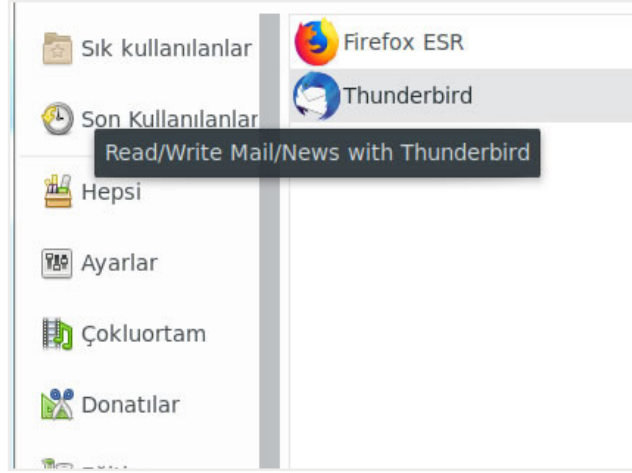 Sık kullanılanlar
Son Kullanılanlar
Hepsi
Ayarlar
Çokluortam
Donatılar
Firefox ESR
Thunderbird
Read/Write Mail/News with Thunderbird